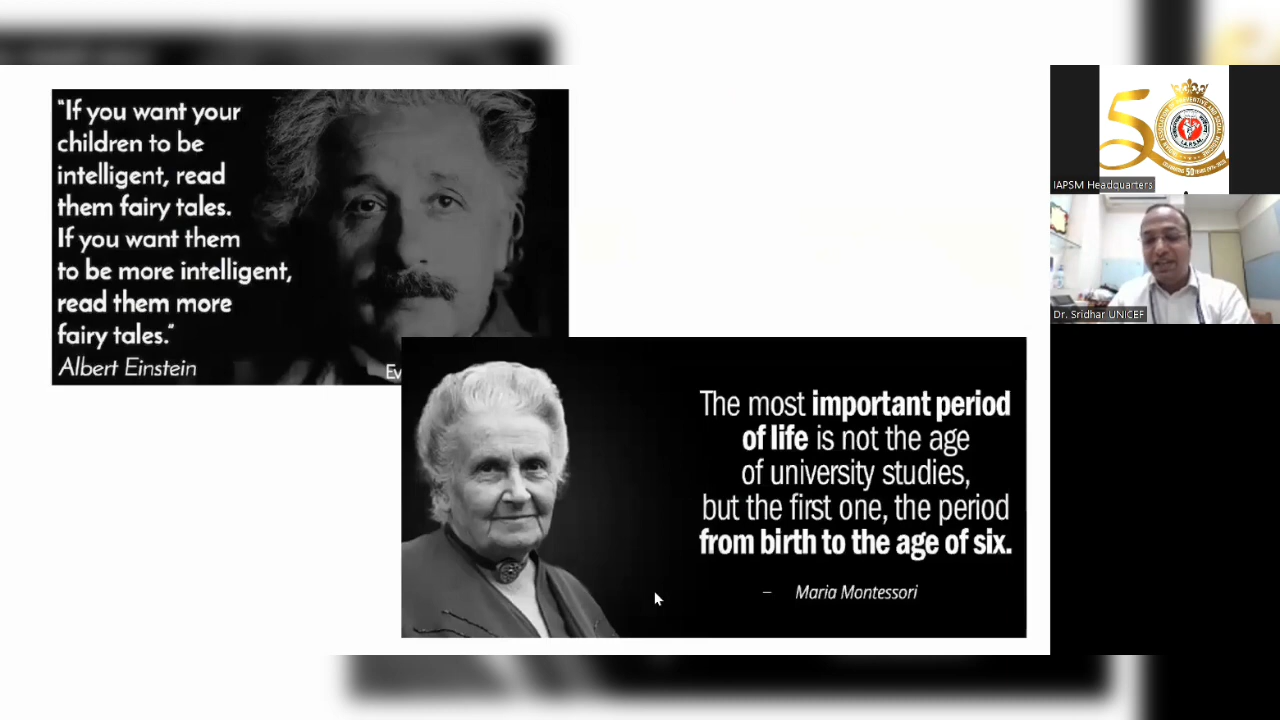 "If you want your
children to be
intelligent, read
them fairy tales.
If you want them
to be more intelligent,
read them more
fairy tales."
Albert Einstein
Ev
The most important period
of life is not the age
of university studies,
but the first one, the period
from birth to the age of six.
– Maria Montessori
50
I.A.P.S.M.
IAPSM Headquarters
Dr. Sridhar UNICEF